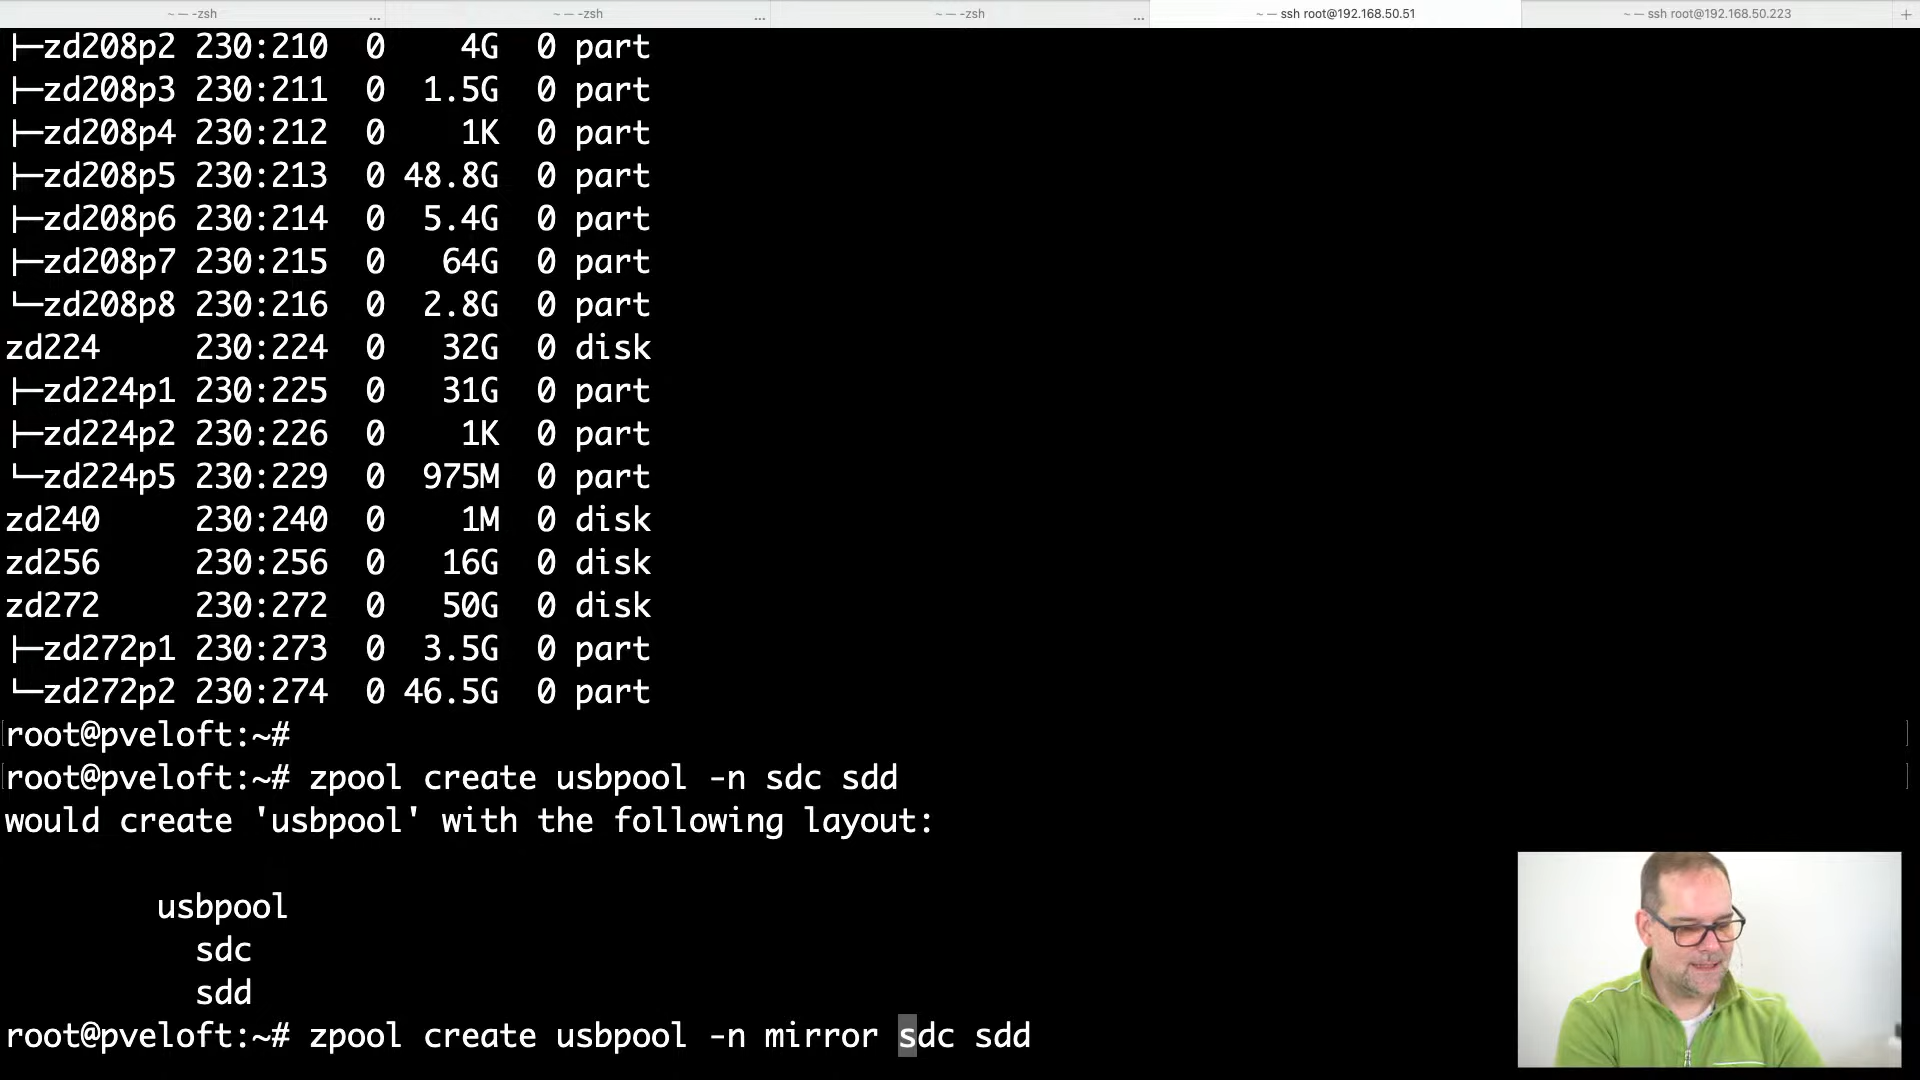 ~ — -zsh ... ~ — -zsh ... ~ — -zsh ... ~ — ssh root@192.168.50.51 ~ — ssh root@192.168.50.223 +
├─zd208p2 230:210 0 4G 0 part
├─zd208p3 230:211 0 1.5G 0 part
├─zd208p4 230:212 0 1K 0 part
├─zd208p5 230:213 0 48.8G 0 part
├─zd208p6 230:214 0 5.4G 0 part
├─zd208p7 230:215 0 64G 0 part
└─zd208p8 230:216 0 2.8G 0 part
zd224 230:224 0 32G 0 disk
├─zd224p1 230:225 0 31G 0 part
├─zd224p2 230:226 0 1K 0 part
└─zd224p5 230:229 0 975M 0 part
zd240 230:240 0 1M 0 disk
zd256 230:256 0 16G 0 disk
zd272 230:272 0 50G 0 disk
├─zd272p1 230:273 0 3.5G 0 part
└─zd272p2 230:274 0 46.5G 0 part
[root@pveloft:~# ]
[root@pveloft:~# zpool create usbpool -n sdc sdd ]
would create 'usbpool' with the following layout:
usbpool
sdc
sdd
root@pveloft:~# zpool create usbpool -n mirror sdc sdd